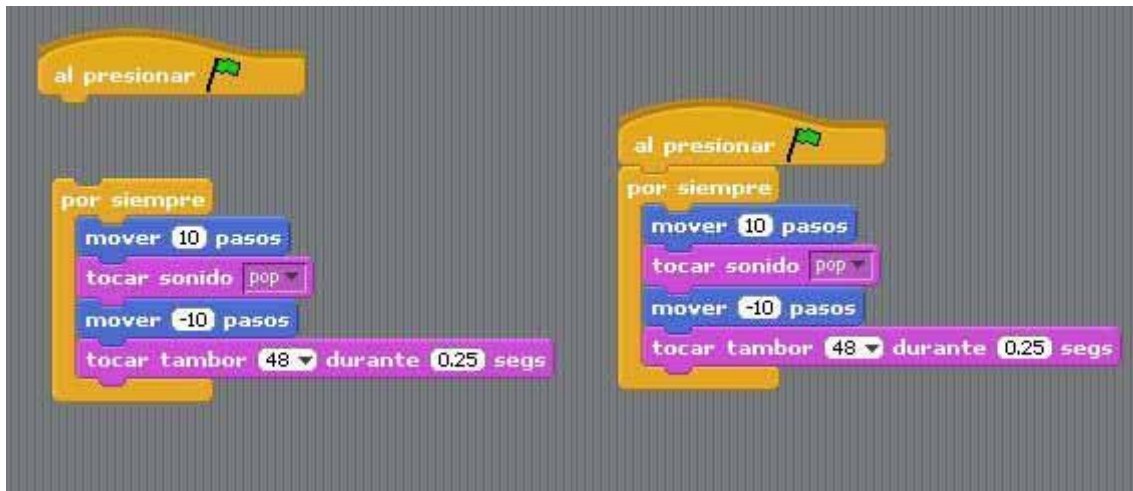 al presionar
por siempre
mover 10 pasos
tocar sonido pop
mover -10 pasos
tocar tambor 48 durante 0.25 segs
al presionar
por siempre
mover 10 pasos
tocar sonido pop
mover -10 pasos
tocar tambor 48 durante 0.25 segs